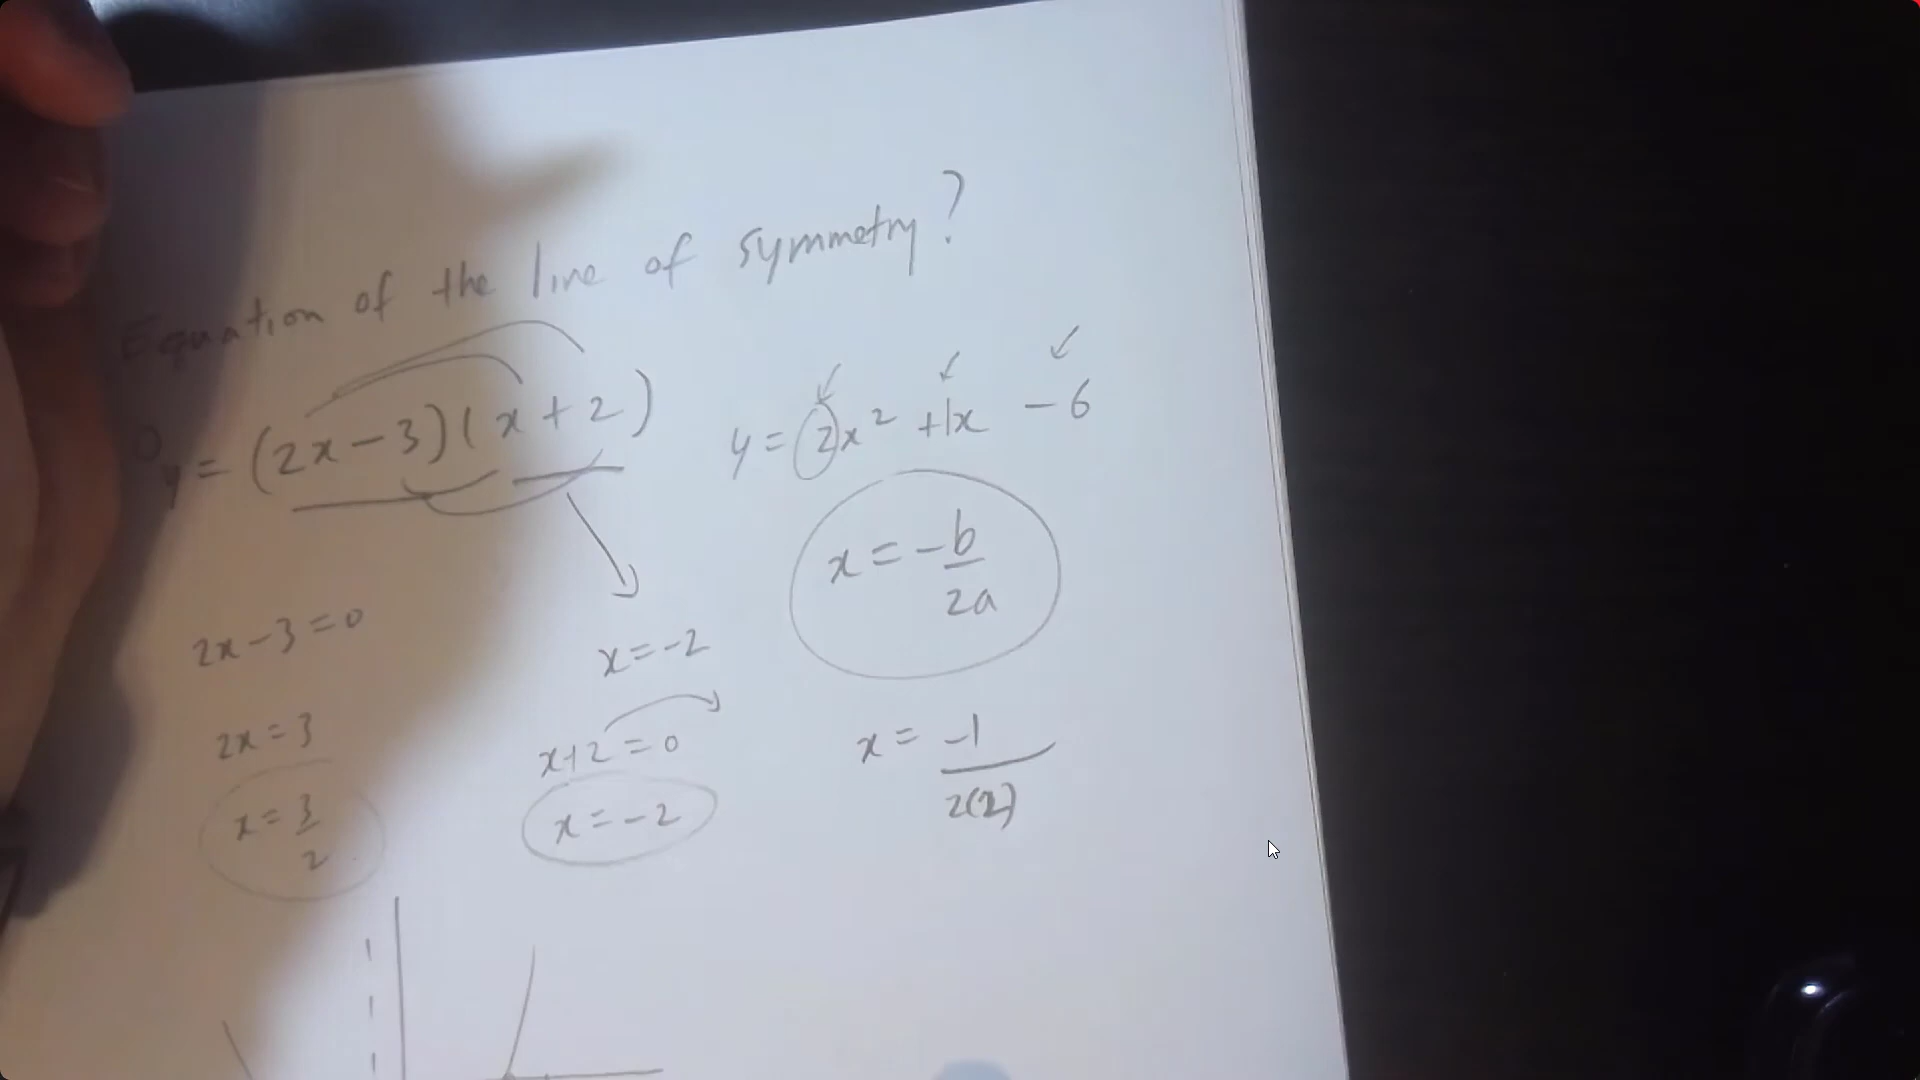 Equation of the line of symmetry?
y = (2x - 3)(x + 2)
y = 2x² + 1x - 6
x = -b/2a
2x - 3 = 0
x = -2
2x = 3
x + 2 = 0
x = -1/2(2)
x = 3/2
x = -2